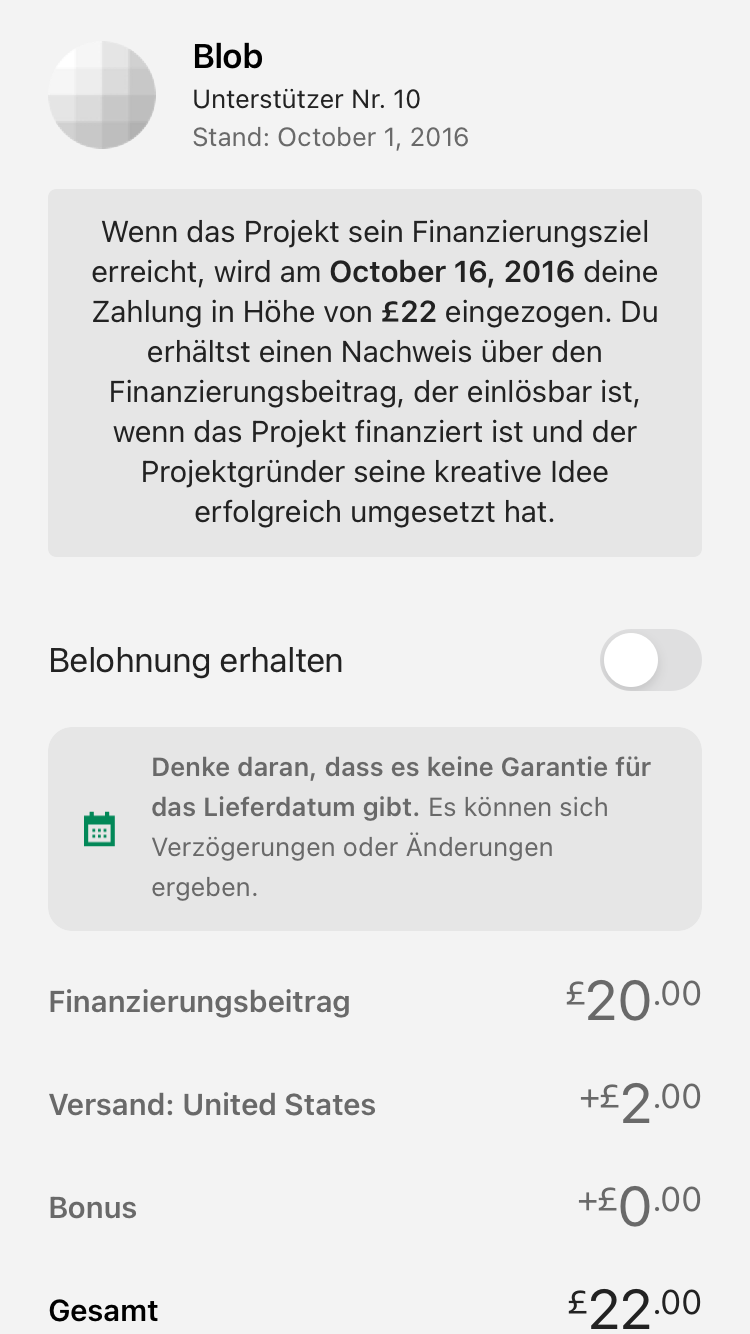 Blob
Unterstützer Nr. 10
Stand: October 1, 2016
Wenn das Projekt sein Finanzierungsziel
erreicht, wird am October 16, 2016 deine
Zahlung in Höhe von £22 eingezogen. Du
erhältst einen Nachweis über den
Finanzierungsbeitrag, der einlösbar ist,
wenn das Projekt finanziert ist und der
Projektgründer seine kreative Idee
erfolgreich umgesetzt hat.
Belohnung erhalten
Denke daran, dass es keine Garantie für
das Lieferdatum gibt. Es können sich
Verzögerungen oder Änderungen
ergeben.
Finanzierungsbeitrag £20.00
Versand: United States +£2.00
Bonus +£0.00
Gesamt £22.00